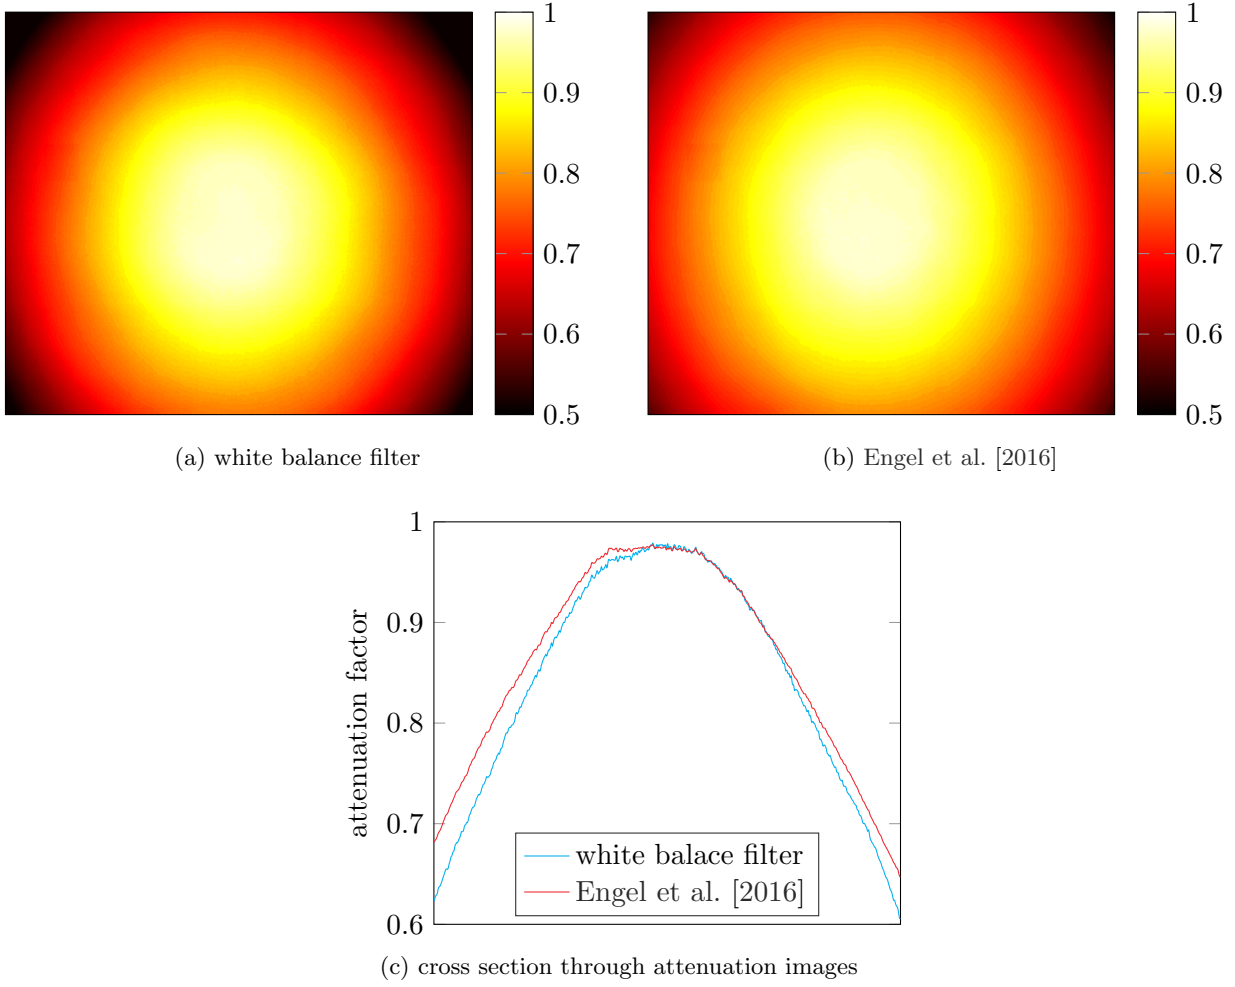 1
0.9
0.8
0.7
0.6
0.5
(a) white balance filter
1
0.9
0.8
0.7
0.6
0.5
(b) Engel et al. [2016]
1
0.9
0.8
0.7
0.6
attenuation factor
white balace filter
Engel et al. [2016]
(c) cross section through attenuation images